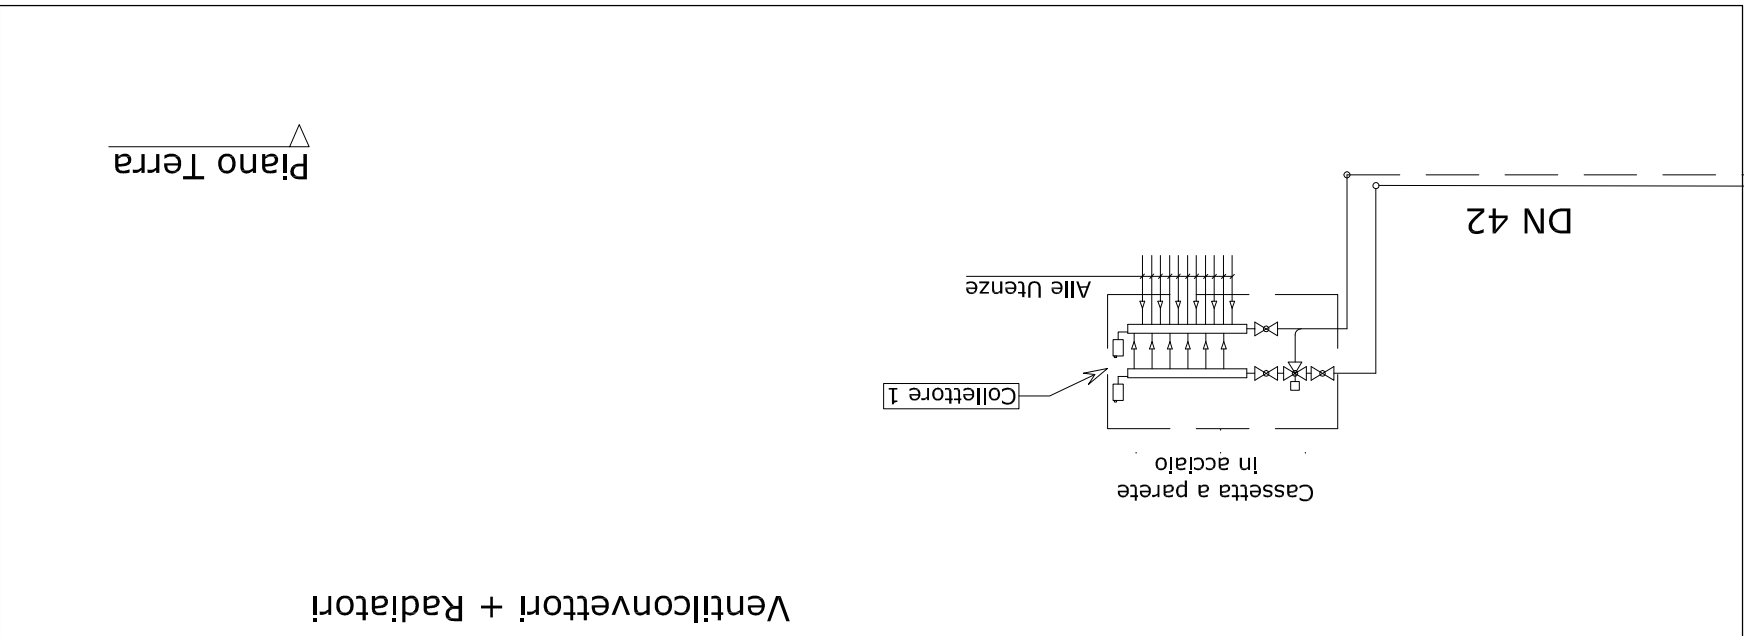 Ventilconvettori + Radiatori
Cassetta a parete
in acciaio
Collettore 1
Alle Utenze
DN 42
Piano Terra